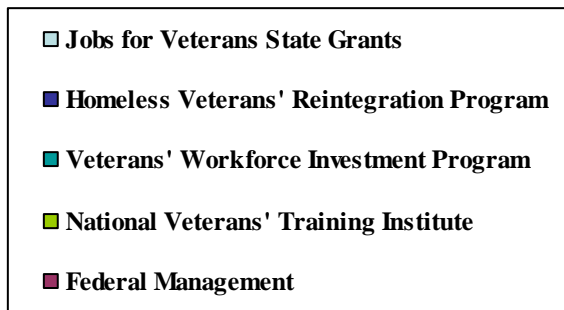 Jobs for Veterans State Grants
Homeless Veterans' Reintegration Program
Veterans' Workforce Investment Program
National Veterans' Training Institute
Federal Management